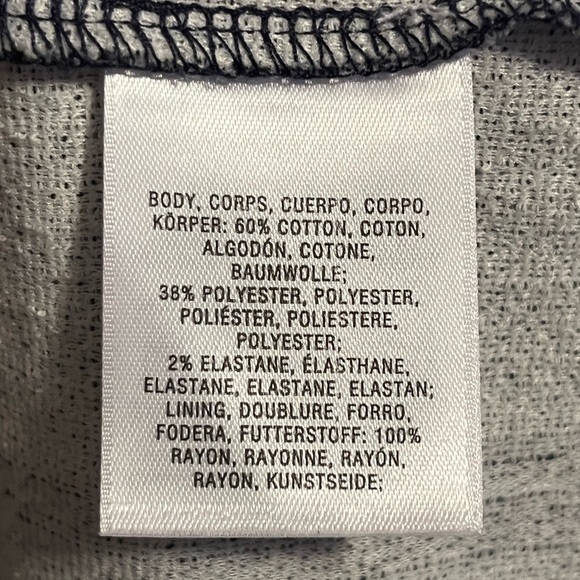 BODY, CORPS, CUERPO, CORPO,
KÖRPER: 60% COTTON, COTON,
ALGODÓN, COTONE,
BAUMWOLLE;
38% POLYESTER, POLYESTER,
POLIÉSTER, POLIESTERE,
POLYESTER;
2% ELASTANE, ÉLASTHANE,
ELASTANE, ELASTANE, ELASTAN;
LINING, DOUBLURE, FORRO,
FODERA, FUTTERSTOFF: 100%
RAYON, RAYONNE, RAYÓN,
RAYON, KUNSTSEIDE;